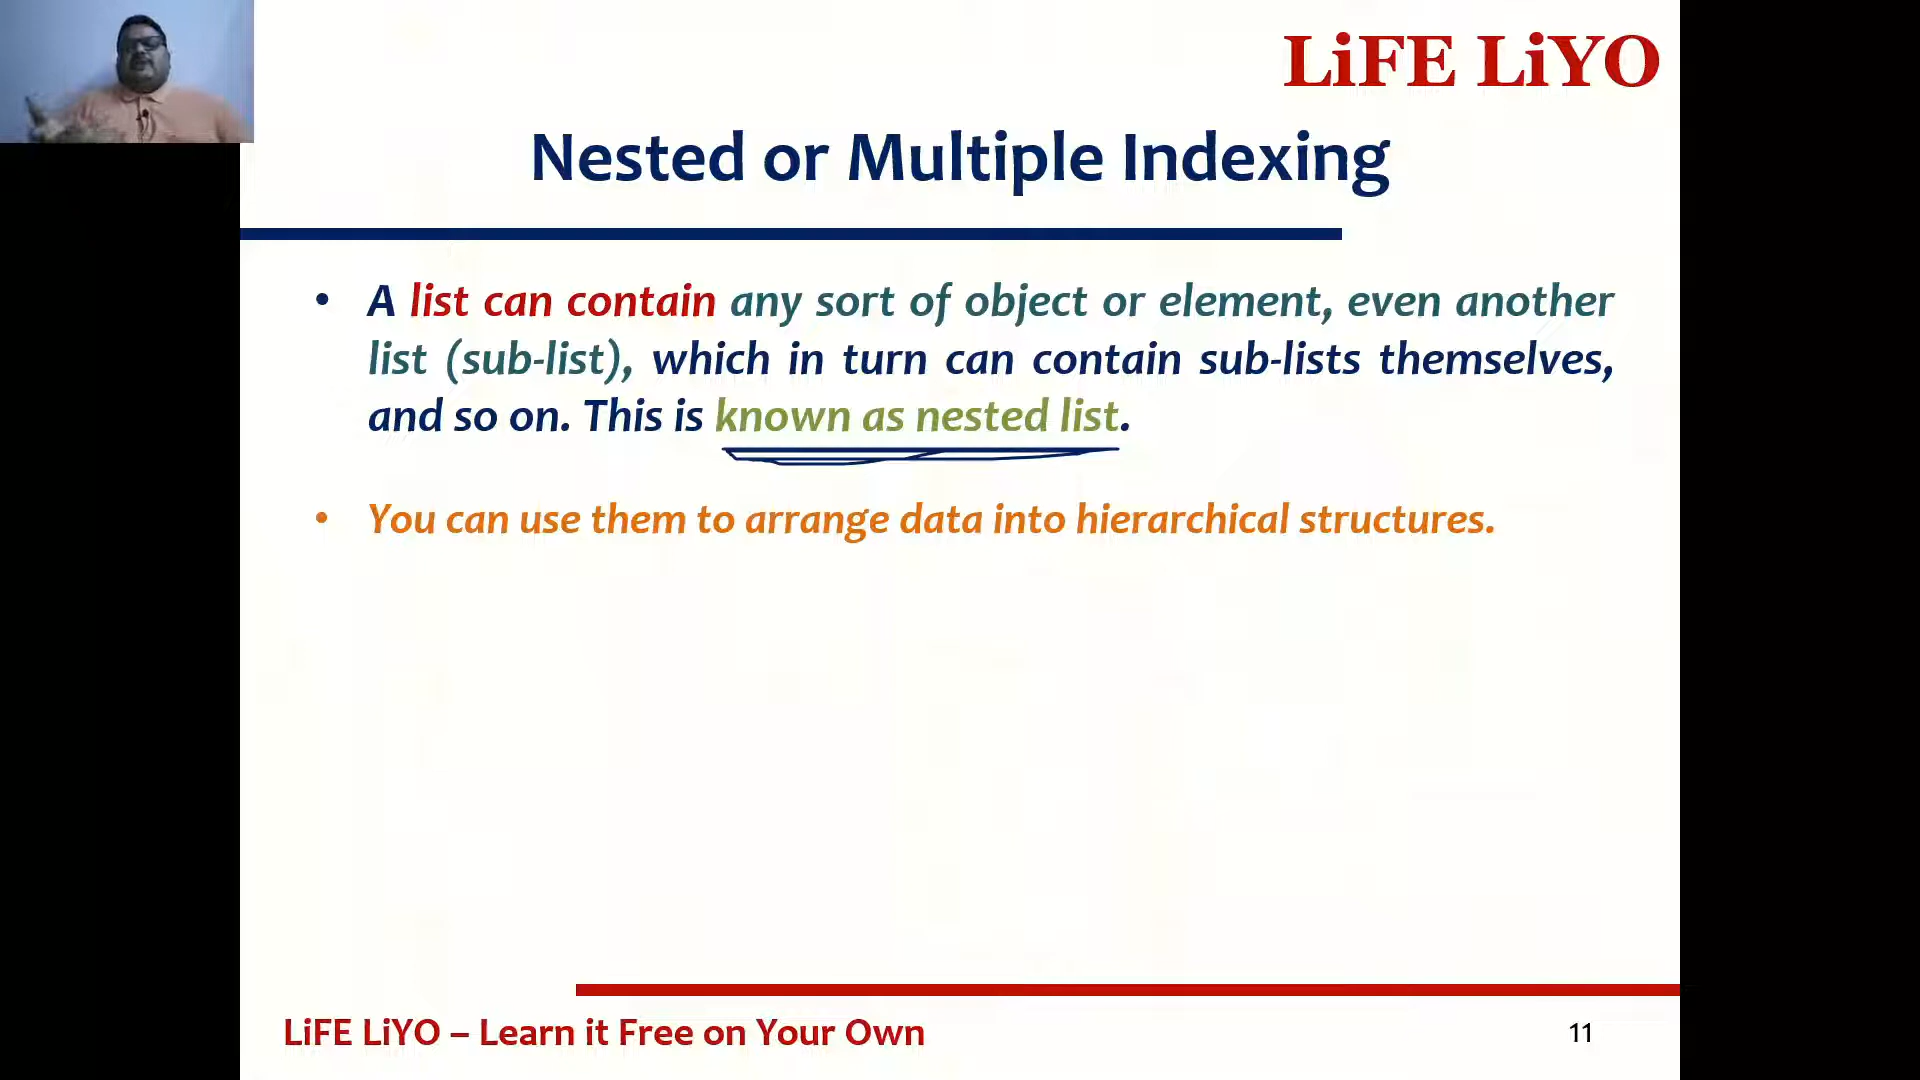 LiFE LiYO
Nested or Multiple Indexing
• A list can contain any sort of object or element, even another
list (sub-list), which in turn can contain sub-lists themselves,
and so on. This is known as nested list.
• You can use them to arrange data into hierarchical structures.
LiFE LiYO – Learn it Free on Your Own
11